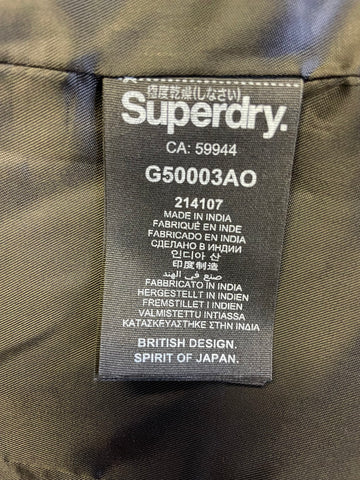 極度乾燥(しなさい)
Superdry.
CA: 59944
G50003AO
214107
MADE IN INDIA
FABRIQUÉ EN INDE
FABRICADO EN INDIA
СДЕЛАНО В ИНДИИ
인디아 산
印度制造
صنع في الهند
FABBRICATO IN INDIA
HERGESTELLT IN INDIEN
FREMSTILLET I INDIEN
VALMISTETTU INTIASSA
ΚΑΤΑΣΚΕΥΑΣΤΗΚΕ ΣΤΗΝ ΙΝΔΙΑ
BRITISH DESIGN.
SPIRIT OF JAPAN.